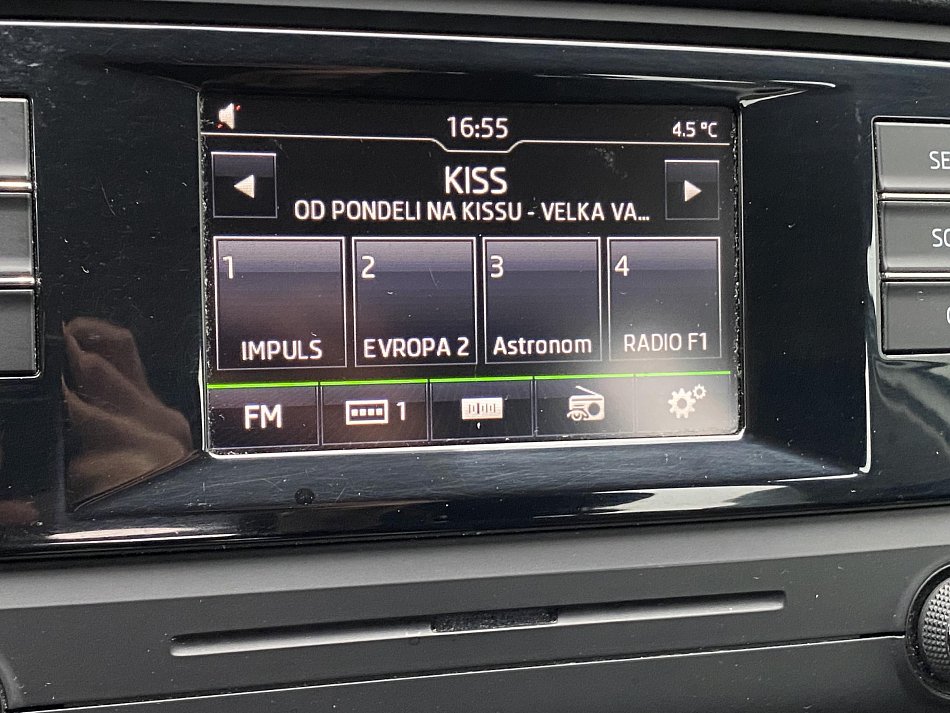 16:55
4.5 °C
KISS
OD PONDELI NA KISSU - VELKA VA...
1
2
3
4
IMPULS
EVROPA 2
Astronom
RADIO F1
FM
1